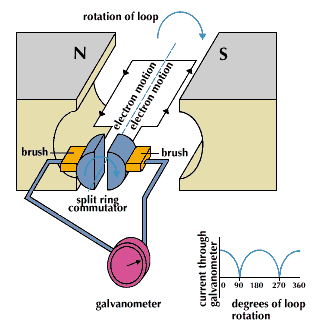 rotation of loop
N
S
electron motion
electron motion
brush
brush
split ring
commutator
galvanometer
current through
galvanometer
0 90 180 270 360
degrees of loop
rotation